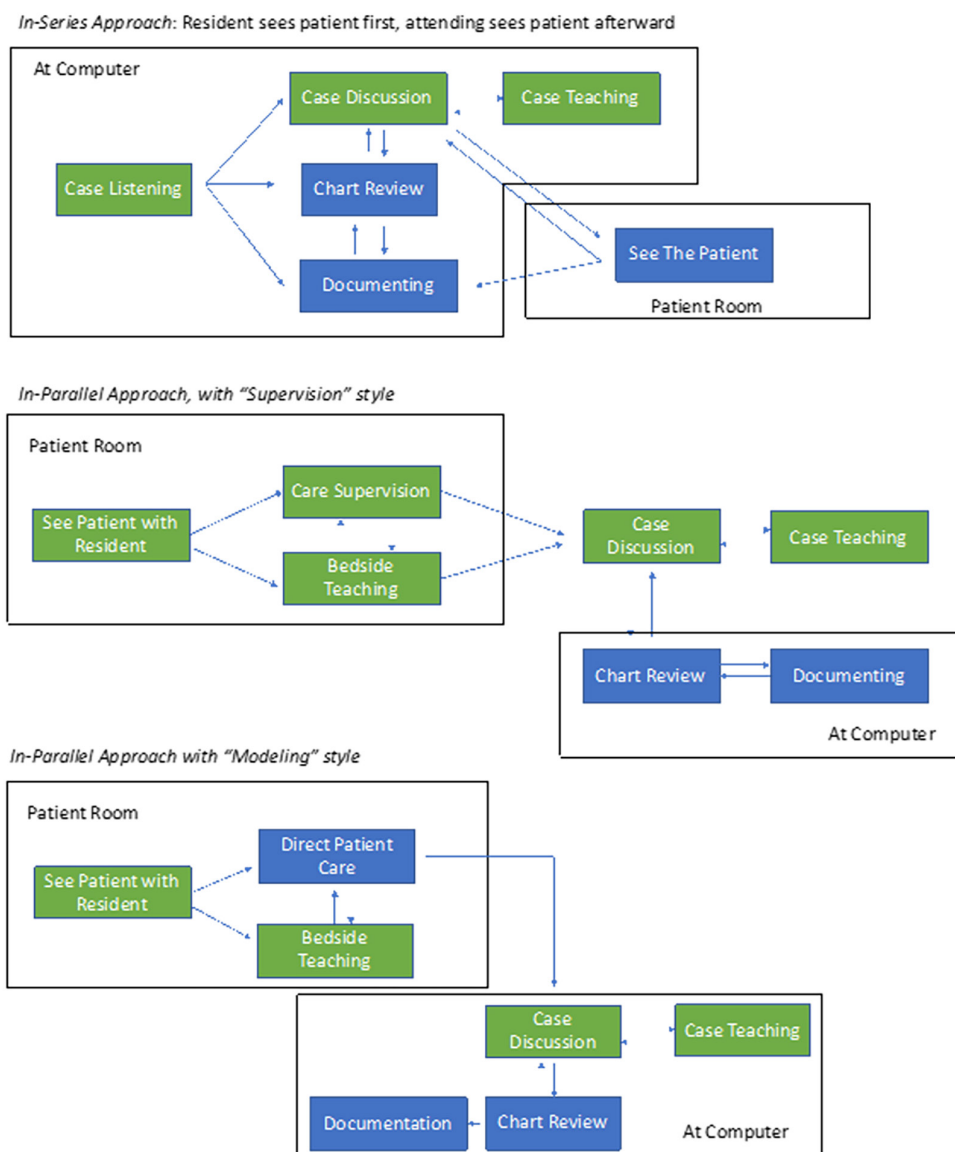 In-Series Approach: Resident sees patient first, attending sees patient afterward
At Computer
Case Discussion
Case Teaching
Case Listening
Chart Review
See The Patient
Documenting
Patient Room
In-Parallel Approach, with “Supervision” style
Patient Room
Care Supervision
See Patient with
Resident
Case
Discussion
Case Teaching
Bedside
Teaching
Chart Review
Documenting
At Computer
In-Parallel Approach with “Modeling” style
Patient Room
Direct Patient
Care
See Patient with
Resident
Bedside
Teaching
Case
Discussion
Case Teaching
Documentation
Chart Review
At Computer